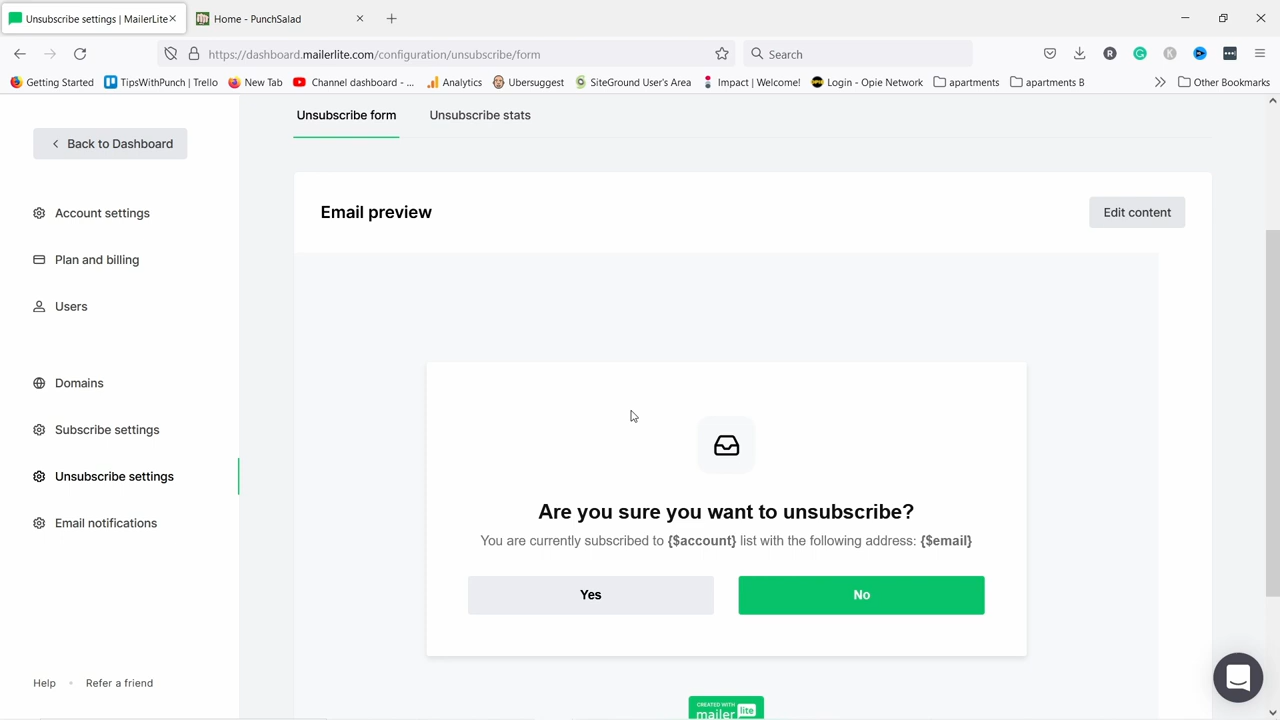 Unsubscribe settings | MailerLite
Home - PunchSalad
https://dashboard.mailerlite.com/configuration/unsubscribe/form
Search
Getting Started
TipsWithPunch | Trello
New Tab
Channel dashboard - ...
Analytics
Ubersuggest
SiteGround User's Area
Impact | Welcome!
Login - Opie Network
apartments
apartments B
Other Bookmarks
Unsubscribe form
Unsubscribe stats
Back to Dashboard
Email preview
Edit content
Account settings
Plan and billing
Users
Domains
Subscribe settings
Unsubscribe settings
Email notifications
Are you sure you want to unsubscribe?
You are currently subscribed to {$account} list with the following address: {$email}
Yes
No
Help
Refer a friend
CREATED WITH
mailer lite